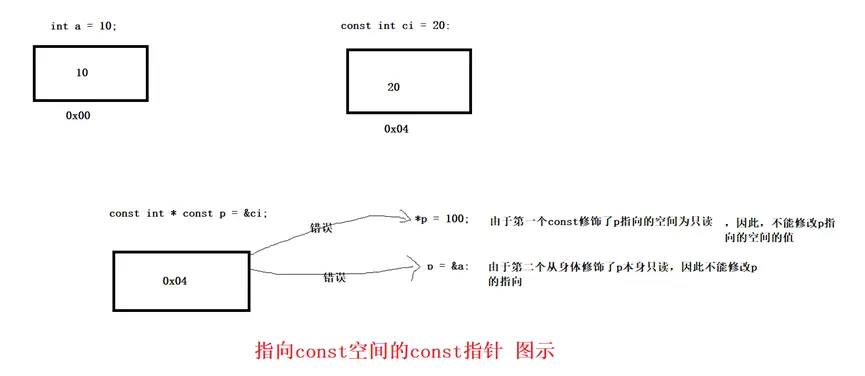 int a = 10;
const int ci = 20:
10
20
0x00
0x04
const int * const p = &ci;
错误
*p = 100;
由于第一个const修饰了p指向的空间为只读
，因此，不能修改p指
向的空间的值
0x04
错误
p = &a:
由于第二个从身体修饰了p本身只读，因此不能修改p
的指向
指向const空间的const指针 图示